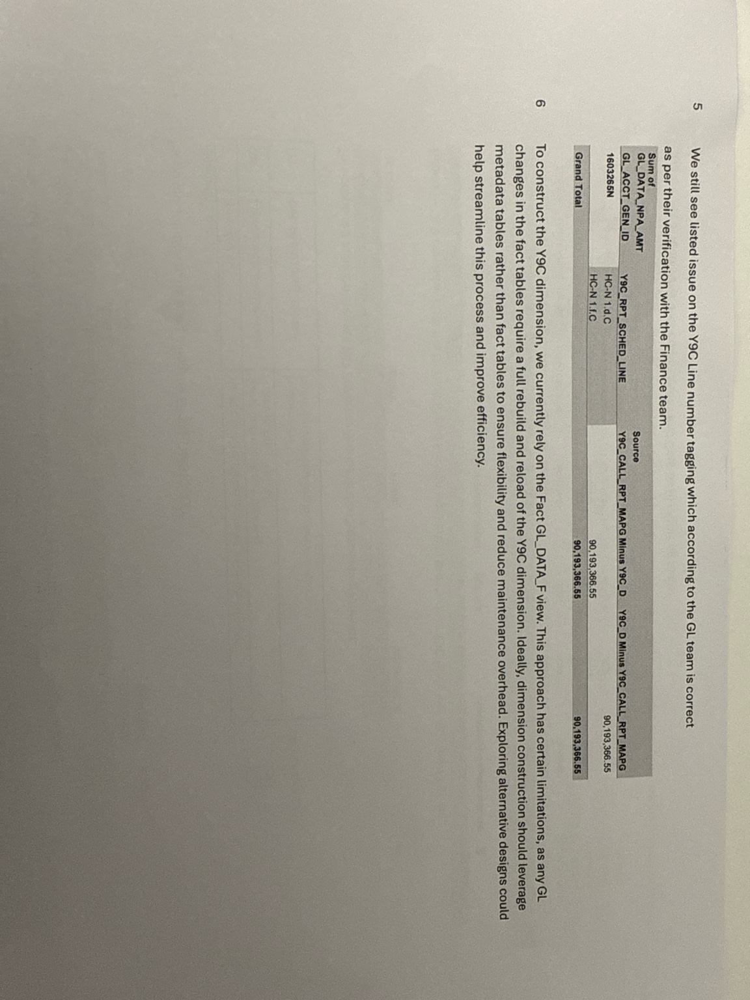 5 We still see listed issue on the Y9C Line number tagging which according to the GL team is correct
as per their verification with the Finance team.
Sum of
GL_DATA_NPA_AMT Source
GL_ACCT_GEN_ID Y9C_RPT_SCHED_LINE Y9C_CALL_RPT_MAPG Minus Y9C_D Y9C_D Minus Y9C_CALL_RPT_MAPG
1603265N HC-N 1.d.C 90,193,366.55
HC-N 1.f.C 90,193,366.55
Grand Total 90,193,366.55 90,193,366.55
6 To construct the Y9C dimension, we currently rely on the Fact GL_DATA_F view. This approach has certain limitations, as any GL
changes in the fact tables require a full rebuild and reload of the Y9C dimension. Ideally, dimension construction should leverage
metadata tables rather than fact tables to ensure flexibility and reduce maintenance overhead. Exploring alternative designs could
help streamline this process and improve efficiency.